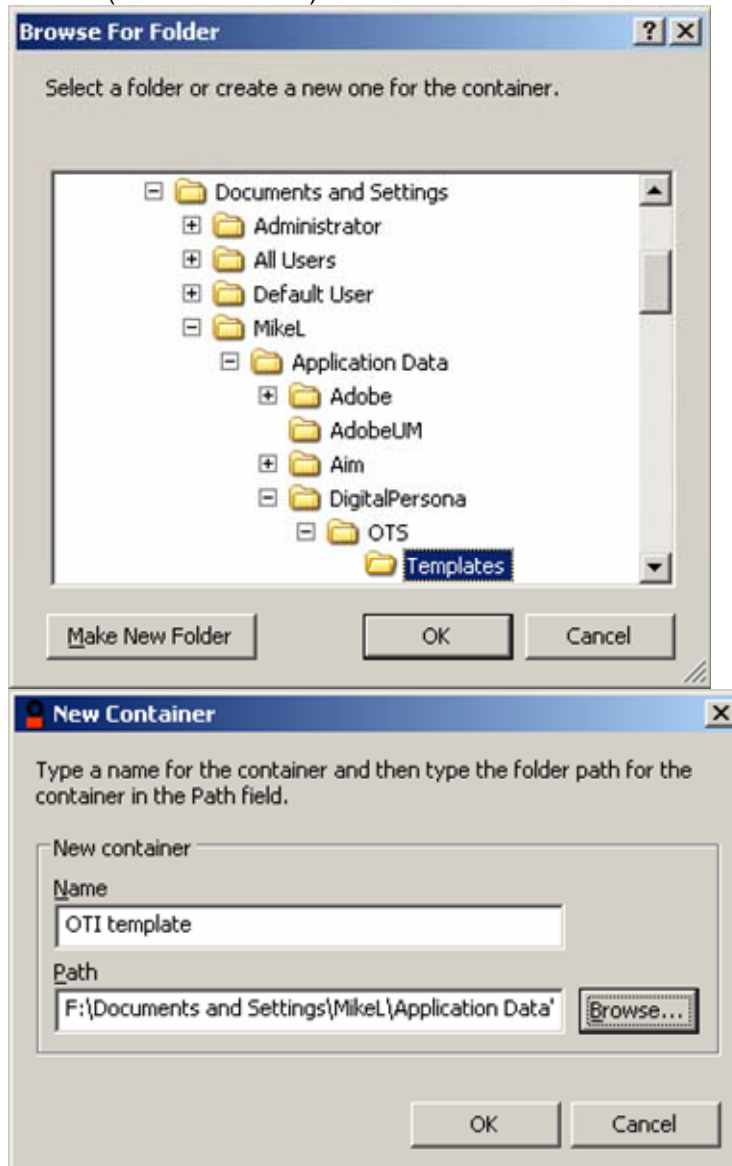 Browse For Folder
Select a folder or create a new one for the container.
Documents and Settings
Administrator
All Users
Default User
MikeL
Application Data
Adobe
AdobeUM
Aim
DigitalPersona
OTS
Templates
Make New Folder OK Cancel
New Container
Type a name for the container and then type the folder path for the
container in the Path field.
New container
Name
OTI template
Path
F:\Documents and Settings\MikeL\Application Data' Browse...
OK Cancel